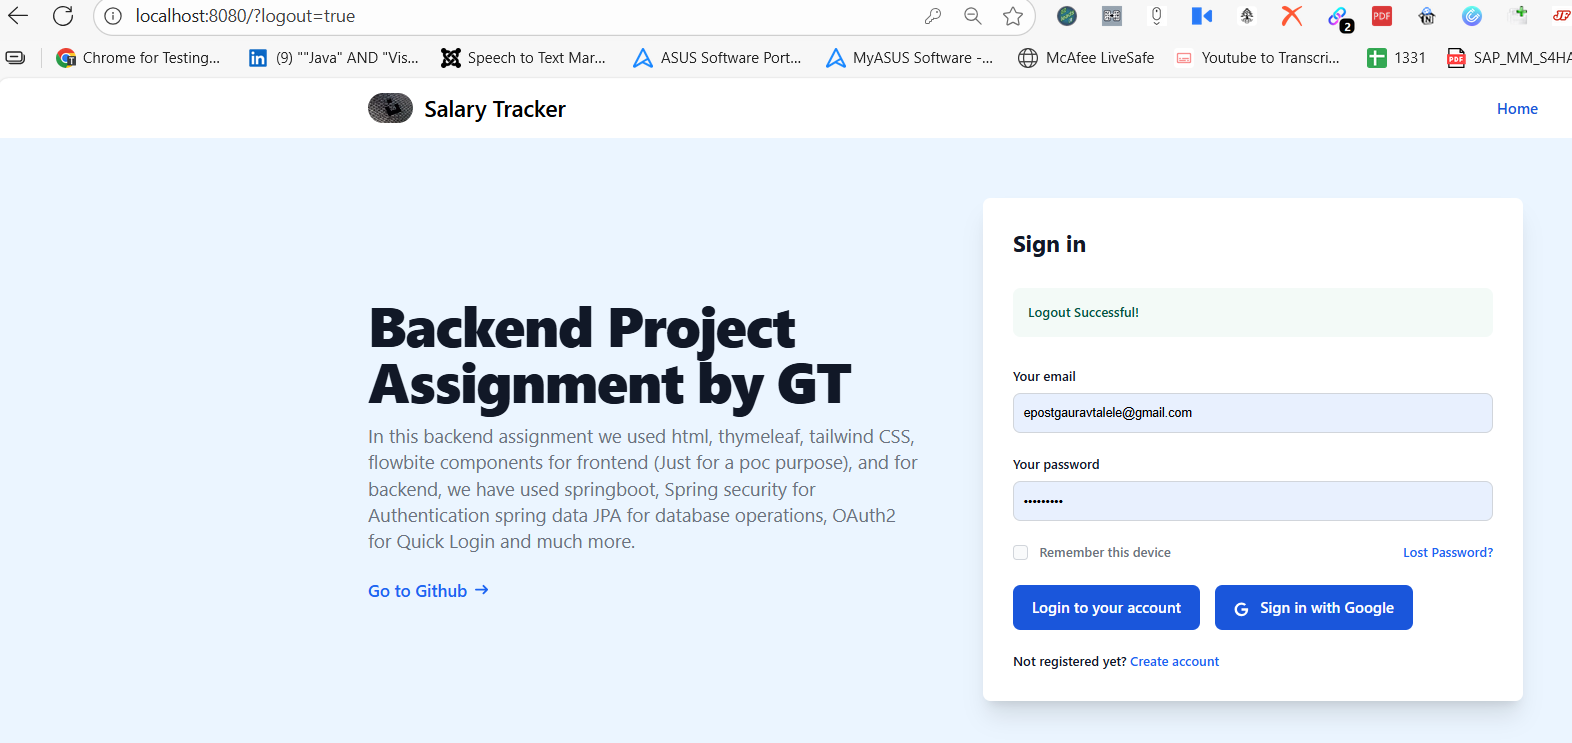 localhost:8080/?logout=true
2
PDF
JF
Chrome for Testing...
in
(9) ""Java" AND "Vis...
Speech to Text Mar...
ASUS Software Port...
MyASUS Software -...
McAfee LiveSafe
Youtube to Transcri...
1331
PDF
SAP_MM_S4HA
Salary Tracker
Home
Backend Project
Assignment by GT
In this backend assignment we used html, thymeleaf, tailwind CSS,
flowbite components for frontend (Just for a poc purpose), and for
backend, we have used springboot, Spring security for
Authentication spring data JPA for database operations, OAuth2
for Quick Login and much more.
Go to Github →
Sign in
Logout Successful!
Your email
epostgauravtalele@gmail.com
Your password
•••••••••
Remember this device
Lost Password?
Login to your account
G Sign in with Google
Not registered yet? Create account